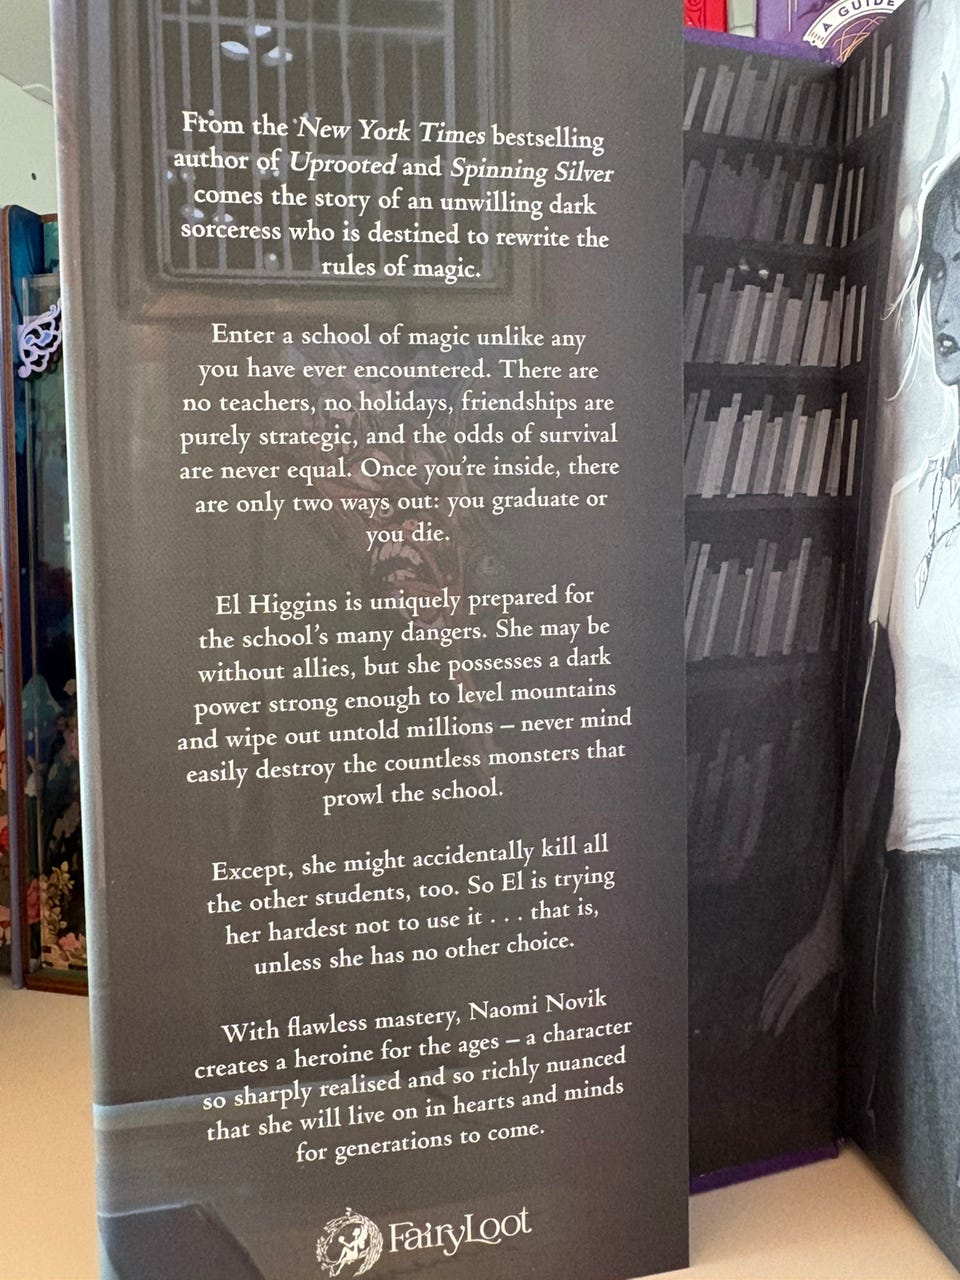 A GUIDE
From the New York Times bestselling
author of Uprooted and Spinning Silver
comes the story of an unwilling dark
sorceress who is destined to rewrite the
rules of magic.
Enter a school of magic unlike any
you have ever encountered. There are
no teachers, no holidays, friendships are
purely strategic, and the odds of survival
are never equal. Once you’re inside, there
are only two ways out: you graduate or
you die.
El Higgins is uniquely prepared for
the school’s many dangers. She may be
without allies, but she possesses a dark
power strong enough to level mountains
and wipe out untold millions – never mind
easily destroy the countless monsters that
prowl the school.
Except, she might accidentally kill all
the other students, too. So El is trying
her hardest not to use it . . . that is,
unless she has no other choice.
With flawless mastery, Naomi Novik
creates a heroine for the ages – a character
so sharply realised and so richly nuanced
that she will live on in hearts and minds
for generations to come.
FairyLoot